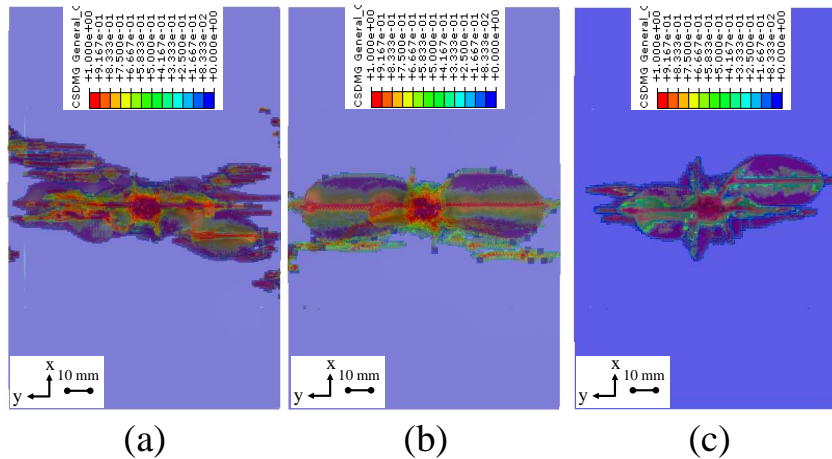 CSDMG General_C
+1.000e+00
+9.167e-01
+8.333e-01
+7.500e-01
+6.667e-01
+5.833e-01
+5.000e-01
+4.167e-01
+3.333e-01
+2.500e-01
+1.667e-01
+8.333e-02
+0.000e+00
x
y
10 mm
(a)
CSDMG General_C
+1.000e+00
+9.167e-01
+8.333e-01
+7.500e-01
+6.667e-01
+5.833e-01
+5.000e-01
+4.167e-01
+3.333e-01
+2.500e-01
+1.667e-01
+8.333e-02
+0.000e+00
x
y
10 mm
(b)
CSDMG General_C
+1.000e+00
+9.167e-01
+8.333e-01
+7.500e-01
+6.667e-01
+5.833e-01
+5.000e-01
+4.167e-01
+3.333e-01
+2.500e-01
+1.667e-01
+8.333e-02
+0.000e+00
x
y
10 mm
(c)